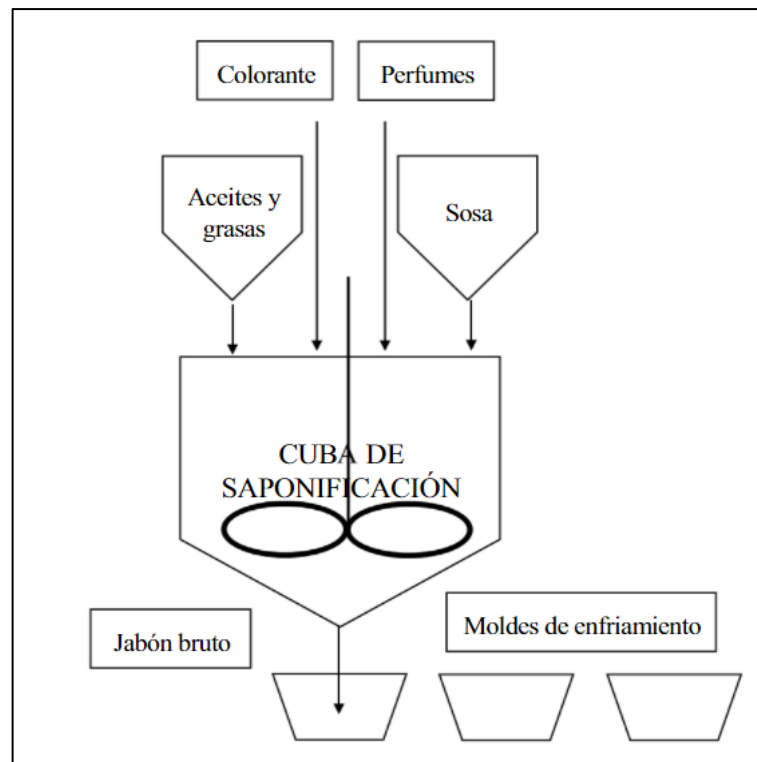 Colorante
Perfumes
Aceites y
grasas
Sosa
CUBA DE
SAPONIFICACIÓN
Jabón bruto
Moldes de enfriamiento